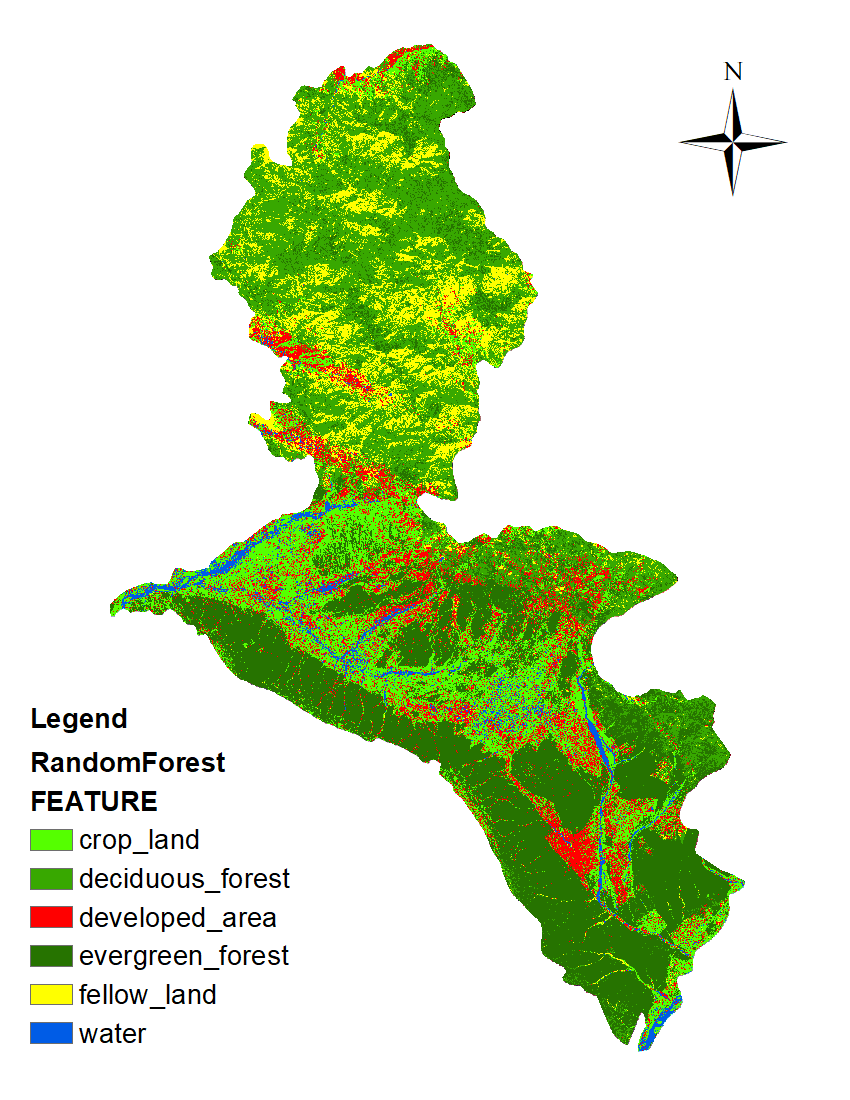 N
Legend
RandomForest
FEATURE
crop_land
deciduous_forest
developed_area
evergreen_forest
fellow_land
water